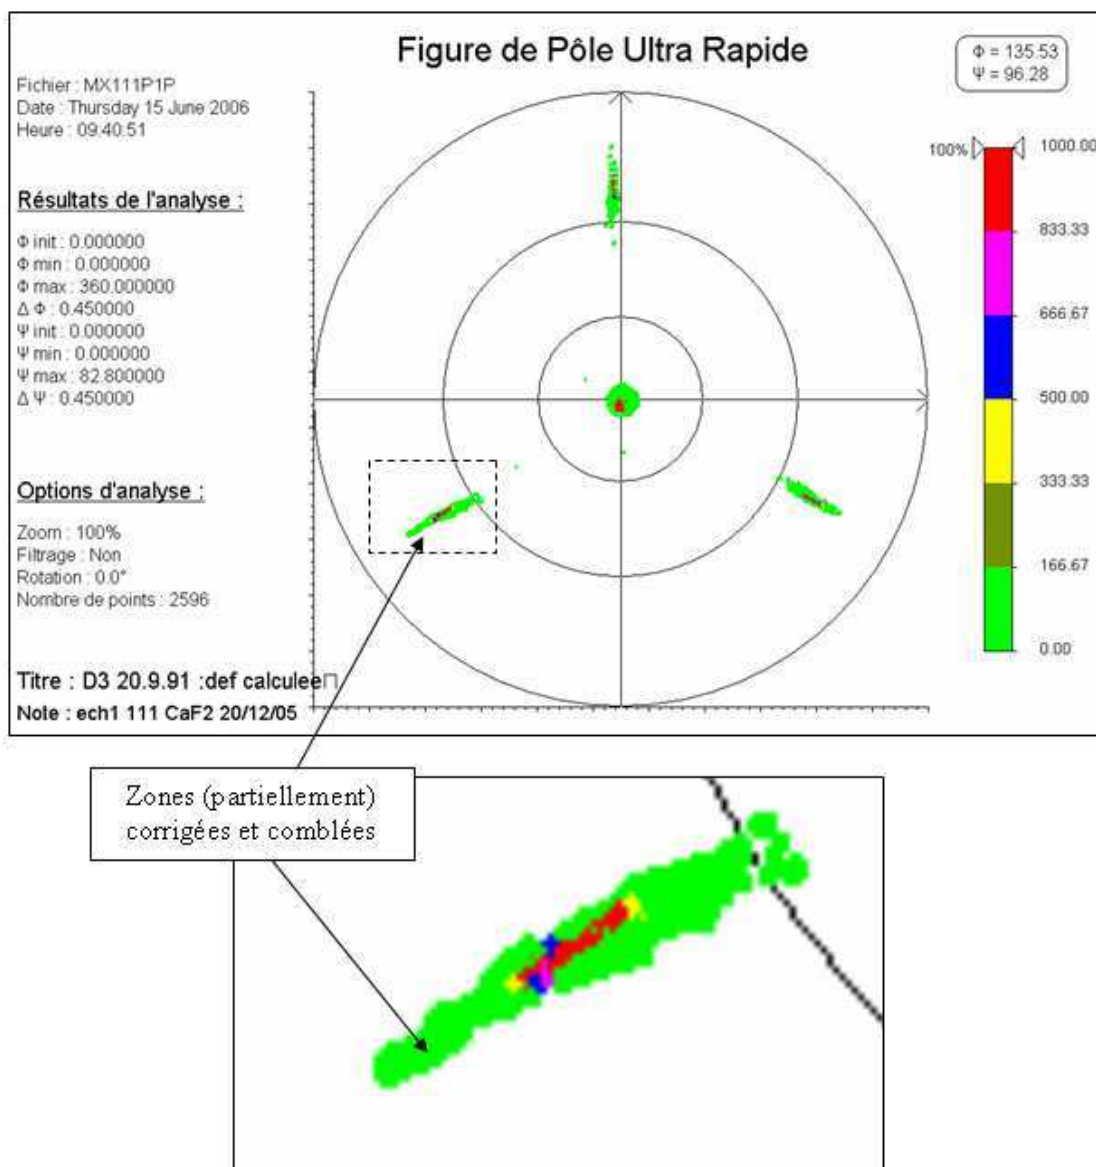 Figure de Pôle Ultra Rapide
Φ = 135.53
Ψ = 96.28
Fichier : MX111P1P
Date : Thursday 15 June 2006
Heure : 09:40:51
Résultats de l'analyse :
Φ init : 0.000000
Φ min : 0.000000
Φ max : 360.000000
Δ Φ : 0.450000
Ψ init : 0.000000
Ψ min : 0.000000
Ψ max : 82.800000
Δ Ψ : 0.450000
Options d'analyse :
Zoom : 100%
Filtrage : Non
Rotation : 0.0°
Nombre de points : 2596
Titre : D3 20.9.91 :def calculee
Note : ech1 111 CaF2 20/12/05
100%
1000.00
833.33
666.67
500.00
333.33
166.67
0.00
Zones (partiellement)
corrigées et comblées